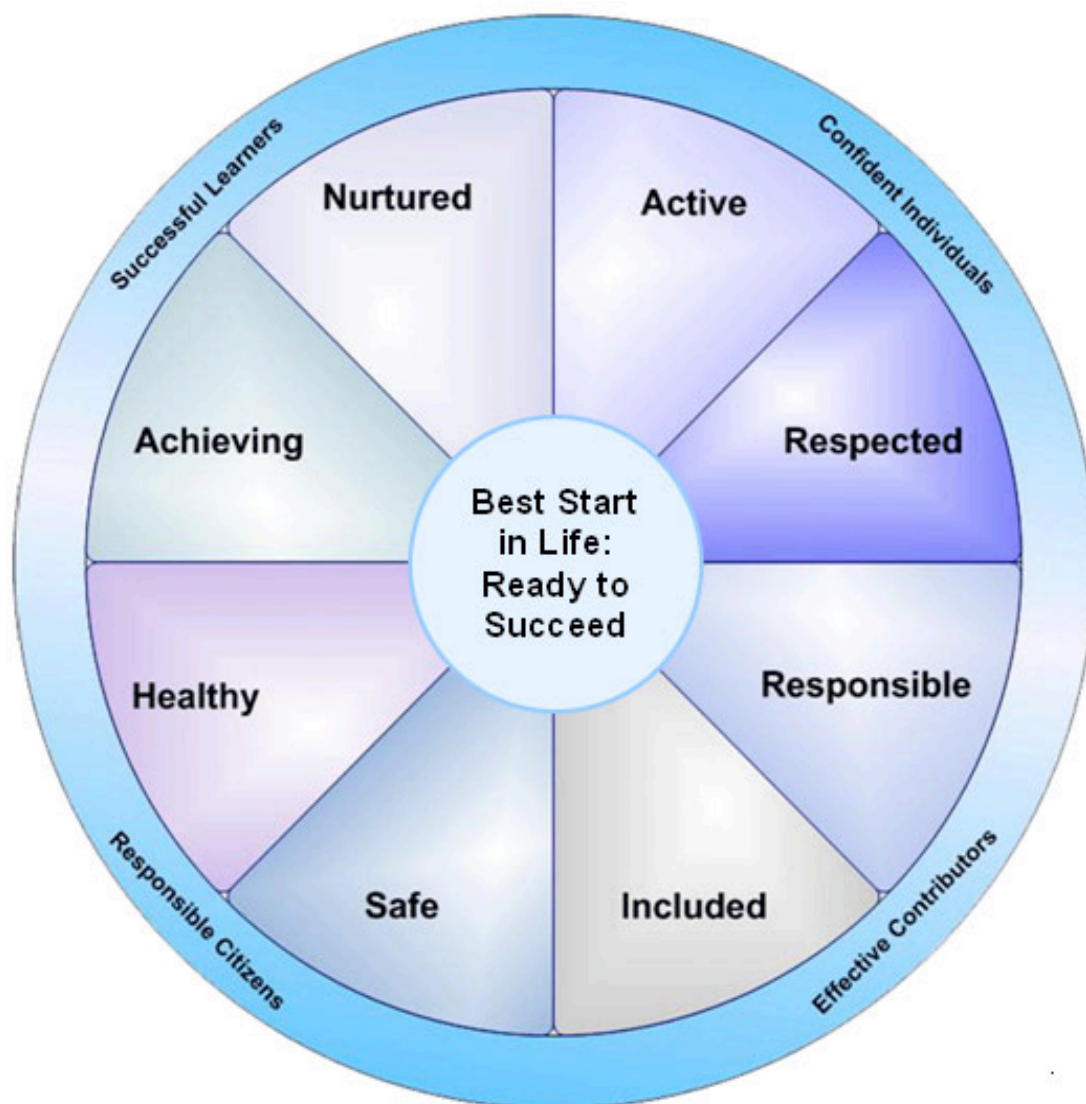 Successful Learners
Confident Individuals
Nurtured
Active
Achieving
Respected
Best Start
in Life:
Ready to
Succeed
Healthy
Responsible
Safe
Included
Responsible Citizens
Effective Contributors